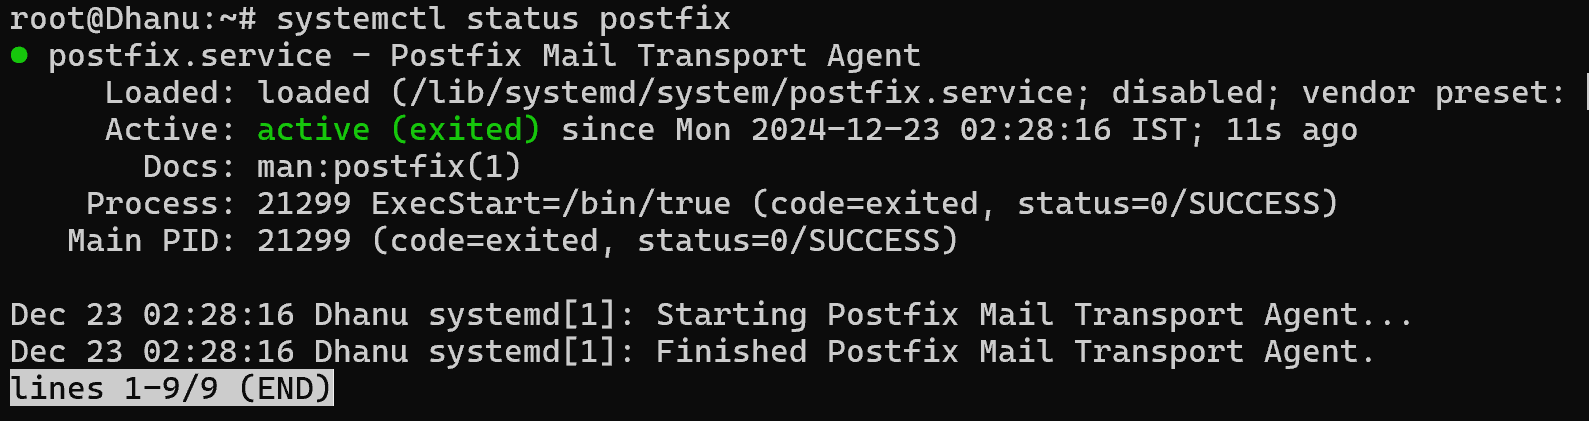 root@Dhanu:~# systemctl status postfix
● postfix.service - Postfix Mail Transport Agent
     Loaded: loaded (/lib/systemd/system/postfix.service; disabled; vendor preset:
     Active: active (exited) since Mon 2024-12-23 02:28:16 IST; 11s ago
       Docs: man:postfix(1)
    Process: 21299 ExecStart=/bin/true (code=exited, status=0/SUCCESS)
   Main PID: 21299 (code=exited, status=0/SUCCESS)

Dec 23 02:28:16 Dhanu systemd[1]: Starting Postfix Mail Transport Agent...
Dec 23 02:28:16 Dhanu systemd[1]: Finished Postfix Mail Transport Agent.
lines 1-9/9 (END)